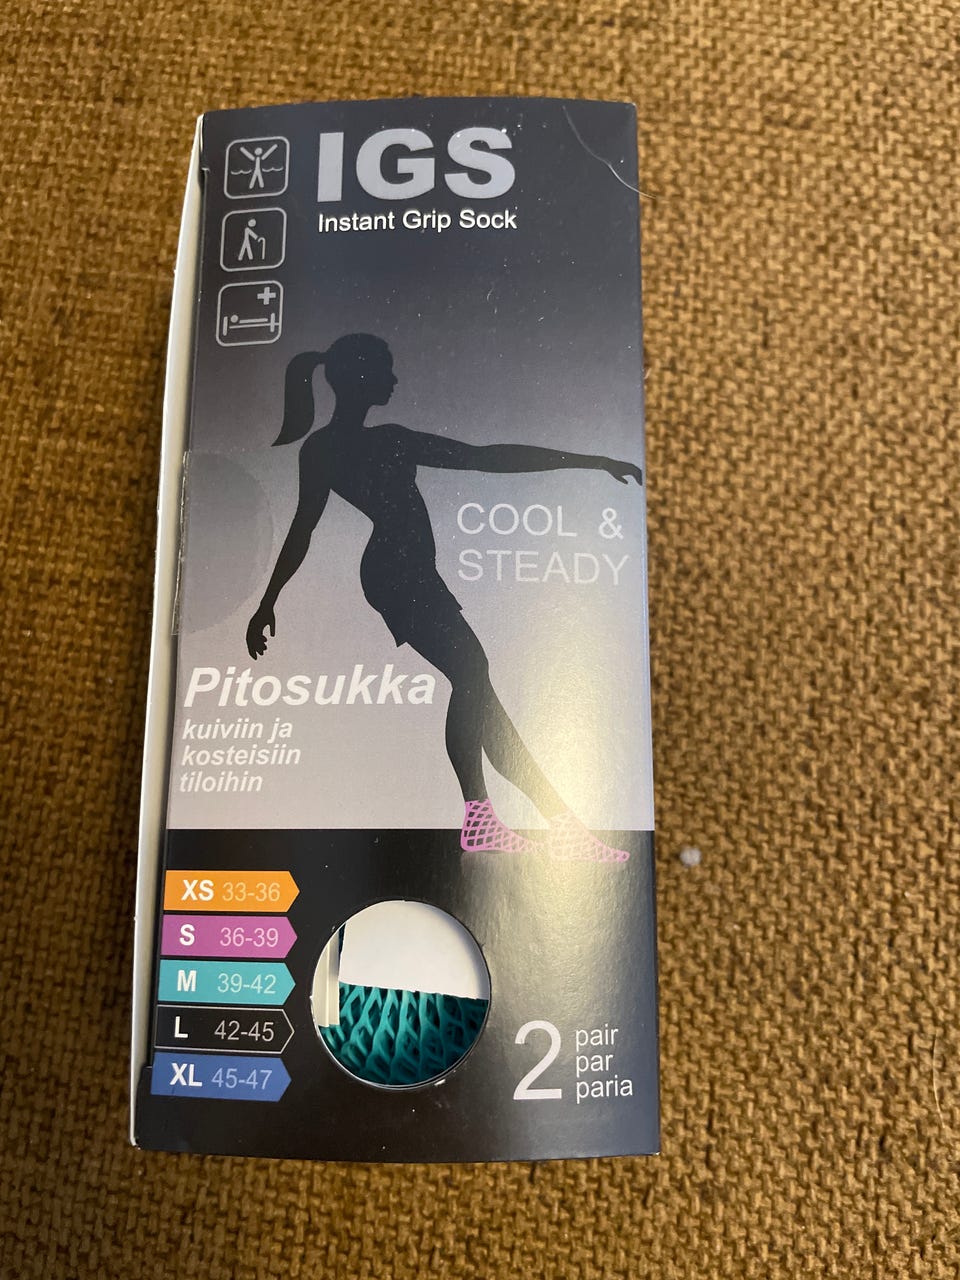 IGS
Instant Grip Sock
COOL &
STEADY
Pitosukka
kuiviin ja
kosteisiin
tiloihin
XS 33-36
S 36-39
M 39-42
L 42-45
XL 45-47
2 pair
par
paria